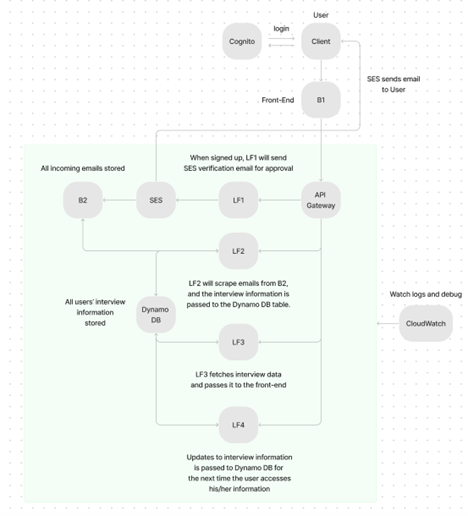 User
login
Cognito
Client
SES sends email
to User
Front-End
B1
All incoming emails stored
When signed up, LF1 will send
SES verification email for approval
B2
SES
LF1
API
Gateway
LF2
LF2 will scrape emails from B2,
and the interview information is
passed to the Dynamo DB table.
All users' interview
information
stored
Dynamo
DB
Watch logs and debug
CloudWatch
LF3
LF3 fetches interview data
and passes it to the front-end
LF4
Updates to interview information
is passed to Dynamo DB for
the next time the user accesses
his/her information